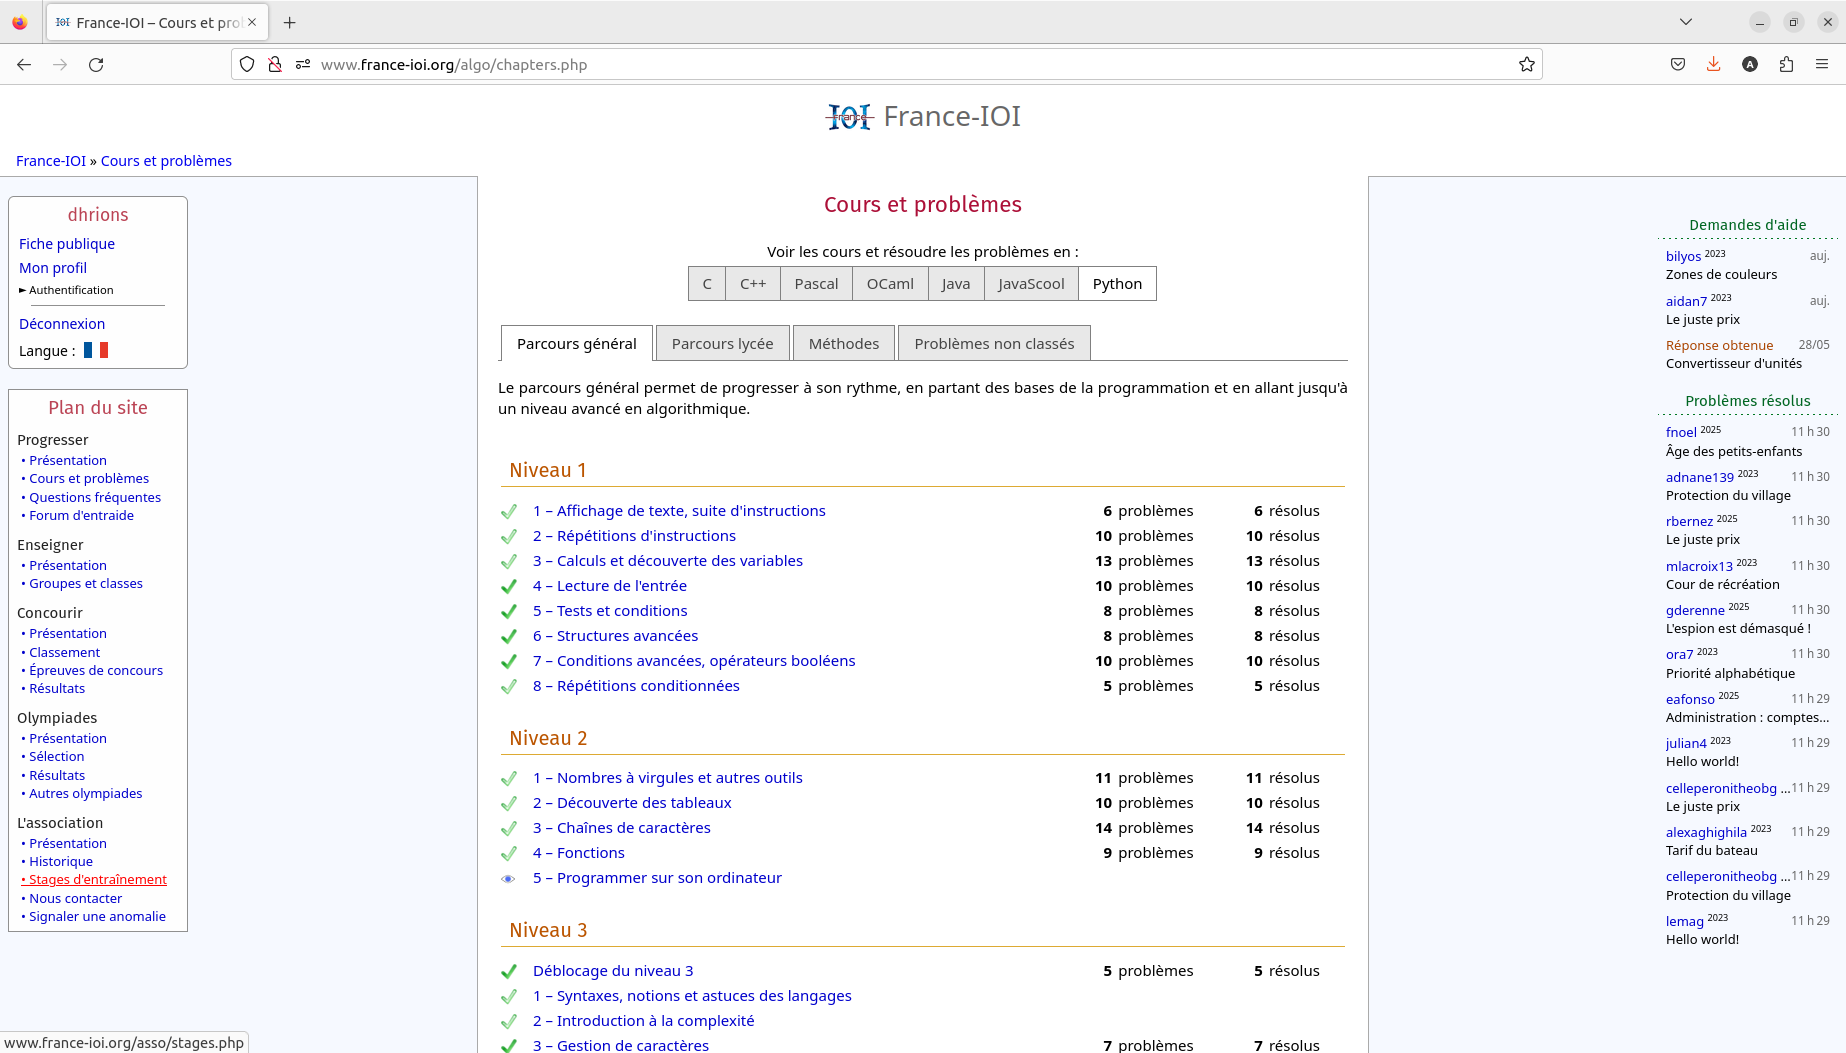 France-IOI – Cours et pro
www.france-ioi.org/algo/chapters.php
France
IOI
France-IOI
France-IOI » Cours et problèmes
dhrions
Fiche publique
Mon profil
► Authentification
Déconnexion
Langue :
Plan du site
Progresser
• Présentation
• Cours et problèmes
• Questions fréquentes
• Forum d'entraide
Enseigner
• Présentation
• Groupes et classes
Concourir
• Présentation
• Classement
• Épreuves de concours
• Résultats
Olympiades
• Présentation
• Sélection
• Résultats
• Autres olympiades
L'association
• Présentation
• Historique
• Stages d'entraînement
• Nous contacter
• Signaler une anomalie
Cours et problèmes
Voir les cours et résoudre les problèmes en :
C C++ Pascal OCaml Java JavaScool Python
Parcours général Parcours lycée Méthodes Problèmes non classés
Le parcours général permet de progresser à son rythme, en partant des bases de la programmation et en allant jusqu'à
un niveau avancé en algorithmique.
Niveau 1
1 – Affichage de texte, suite d'instructions 6 problèmes 6 résolus
2 – Répétitions d'instructions 10 problèmes 10 résolus
3 – Calculs et découverte des variables 13 problèmes 13 résolus
4 – Lecture de l'entrée 10 problèmes 10 résolus
5 – Tests et conditions 8 problèmes 8 résolus
6 – Structures avancées 8 problèmes 8 résolus
7 – Conditions avancées, opérateurs booléens 10 problèmes 10 résolus
8 – Répétitions conditionnées 5 problèmes 5 résolus
Niveau 2
1 – Nombres à virgules et autres outils 11 problèmes 11 résolus
2 – Découverte des tableaux 10 problèmes 10 résolus
3 – Chaînes de caractères 14 problèmes 14 résolus
4 – Fonctions 9 problèmes 9 résolus
5 – Programmer sur son ordinateur
Niveau 3
Déblocage du niveau 3 5 problèmes 5 résolus
1 – Syntaxes, notions et astuces des langages
2 – Introduction à la complexité
3 – Gestion de caractères 7 problèmes 7 résolus
Demandes d'aide
bilyos 2023 auj.
Zones de couleurs
aidan7 2023 auj.
Le juste prix
Réponse obtenue 28/05
Convertisseur d'unités
Problèmes résolus
fnoel 2025 11 h 30
Âge des petits-enfants
adnane139 2023 11 h 30
Protection du village
rbernez 2025 11 h 30
Le juste prix
mlacroix13 2023 11 h 30
Cour de récréation
gderenne 2025 11 h 30
L'espion est démasqué !
ora7 2023 11 h 30
Priorité alphabétique
eafonso 2025 11 h 29
Administration : comptes...
julian4 2023 11 h 29
Hello world!
celleperonitheobg ... 11 h 29
Le juste prix
alexaghighila 2023 11 h 29
Tarif du bateau
celleperonitheobg ... 11 h 29
Protection du village
lemag 2023 11 h 29
Hello world!
www.france-ioi.org/asso/stages.php